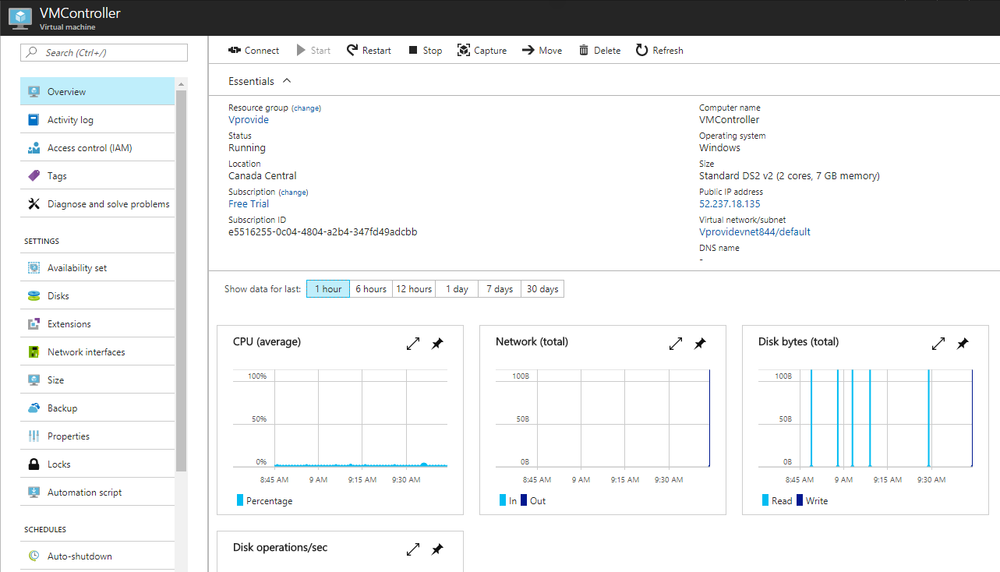 VMController
Virtual machine
Search (Ctrl+/)
Overview
Activity log
Access control (IAM)
Tags
Diagnose and solve problems
SETTINGS
Availability set
Disks
Extensions
Network interfaces
Size
Backup
Properties
Locks
Automation script
SCHEDULES
Auto-shutdown
Connect Start Restart Stop Capture Move Delete Refresh
Essentials
Resource group (change)
Vprovide
Status
Running
Location
Canada Central
Subscription (change)
Free Trial
Subscription ID
e5516255-0c04-4804-a2b4-347fd49adcbb
Computer name
VMController
Operating system
Windows
Size
Standard DS2 v2 (2 cores, 7 GB memory)
Public IP address
52.237.18.135
Virtual network/subnet
Vprovidevnet844/default
DNS name
-
Show data for last: 1 hour 6 hours 12 hours 1 day 7 days 30 days
CPU (average)
100%
50%
0%
8:45 AM 9 AM 9:15 AM 9:30 AM
Percentage
Network (total)
100B
50B
0B
8:45 AM 9 AM 9:15 AM 9:30 AM
In Out
Disk bytes (total)
100B
50B
0B
8:45 AM 9 AM 9:15 AM 9:30 AM
Read Write
Disk operations/sec